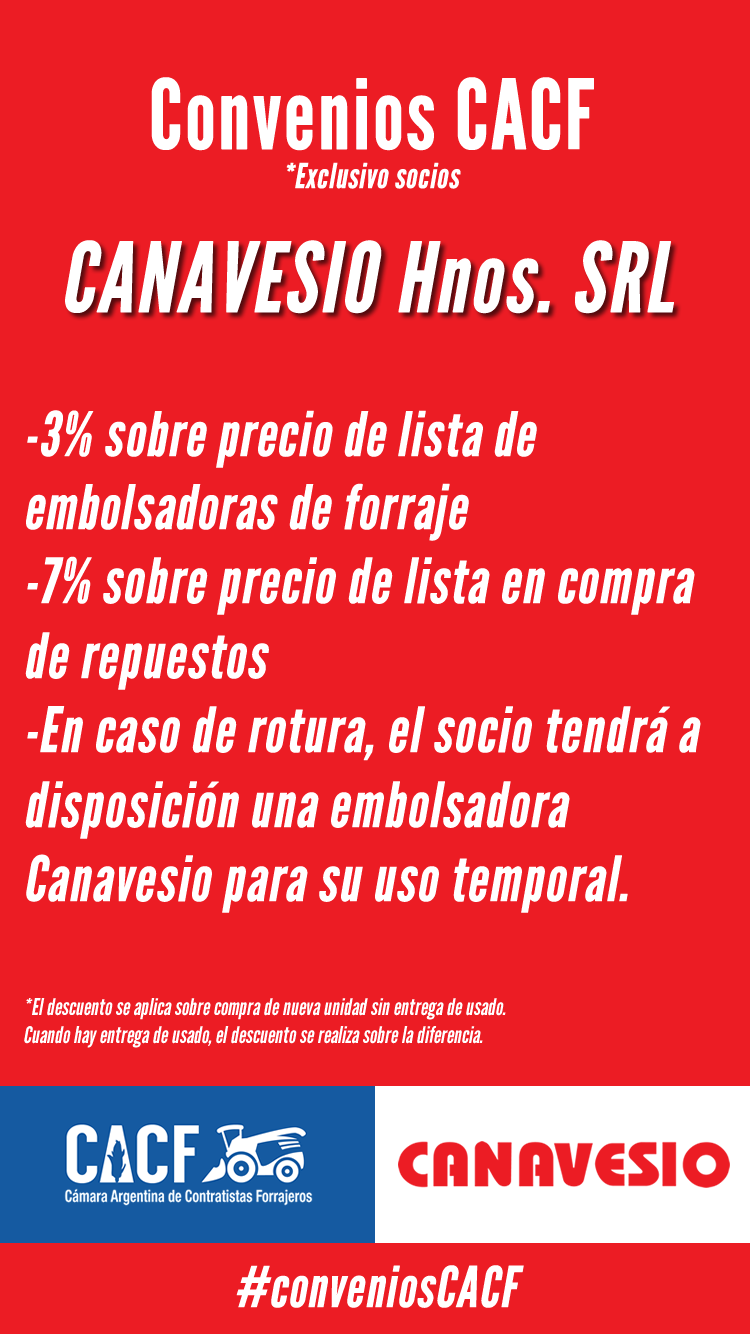 Convenios CACF
*Exclusivo socios
CANAVESIO Hnos. SRL
-3% sobre precio de lista de
embolsadoras de forraje
-7% sobre precio de lista en compra
de repuestos
-En caso de rotura, el socio tendrá a
disposición una embolsadora
Canavesio para su uso temporal.
*El descuento se aplica sobre compra de nueva unidad sin entrega de usado.
Cuando hay entrega de usado, el descuento se realiza sobre la diferencia.
CACF
Cámara Argentina de Contratistas Forrajeros
CANAVESIO
#conveniosCACF